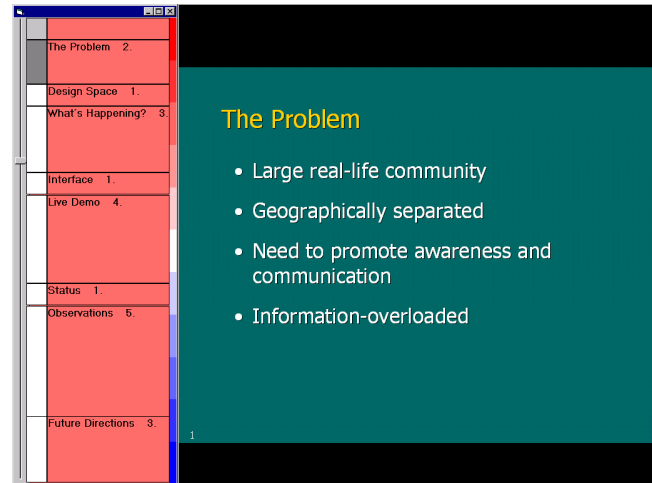 The Problem 2.
Design Space 1.
What's Happening? 3.
Interface 1.
Live Demo 4.
Status 1.
Observations 5.
Future Directions 3.
The Problem
• Large real-life community
• Geographically separated
• Need to promote awareness and
communication
• Information-overloaded
1